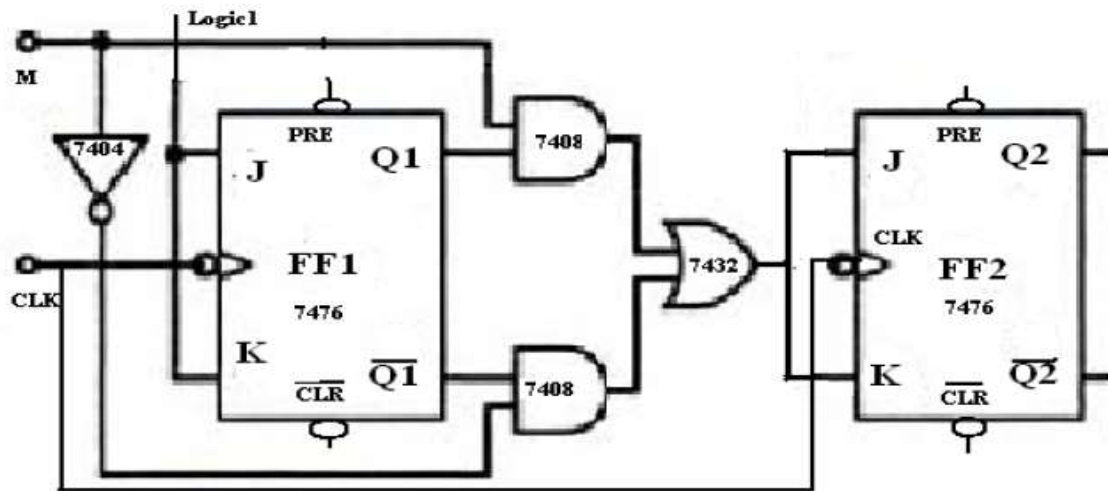 Logic1
M
7404
CLK
PRE
J
Q1
FF1
7476
K
Q1
CLR
7408
7408
7432
PRE
J
Q2
CLK
FF2
7476
K
Q2
CLR